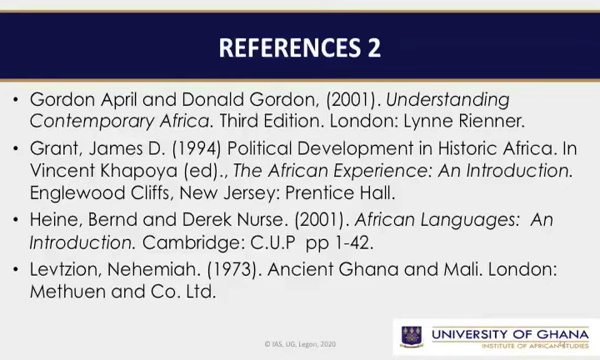 REFERENCES 2
• Gordon April and Donald Gordon, (2001). Understanding
Contemporary Africa. Third Edition. London: Lynne Rienner.
• Grant, James D. (1994) Political Development in Historic Africa. In
Vincent Khapoya (ed)., The African Experience: An Introduction.
Englewood Cliffs, New Jersey: Prentice Hall.
• Heine, Bernd and Derek Nurse. (2001). African Languages: An
Introduction. Cambridge: C.U.P pp 1-42.
• Levtzion, Nehemiah. (1973). Ancient Ghana and Mali. London:
Methuen and Co. Ltd.
© IAS, UG, Legon, 2020
UNIVERSITY OF GHANA
INSTITUTE OF AFRICAN STUDIES